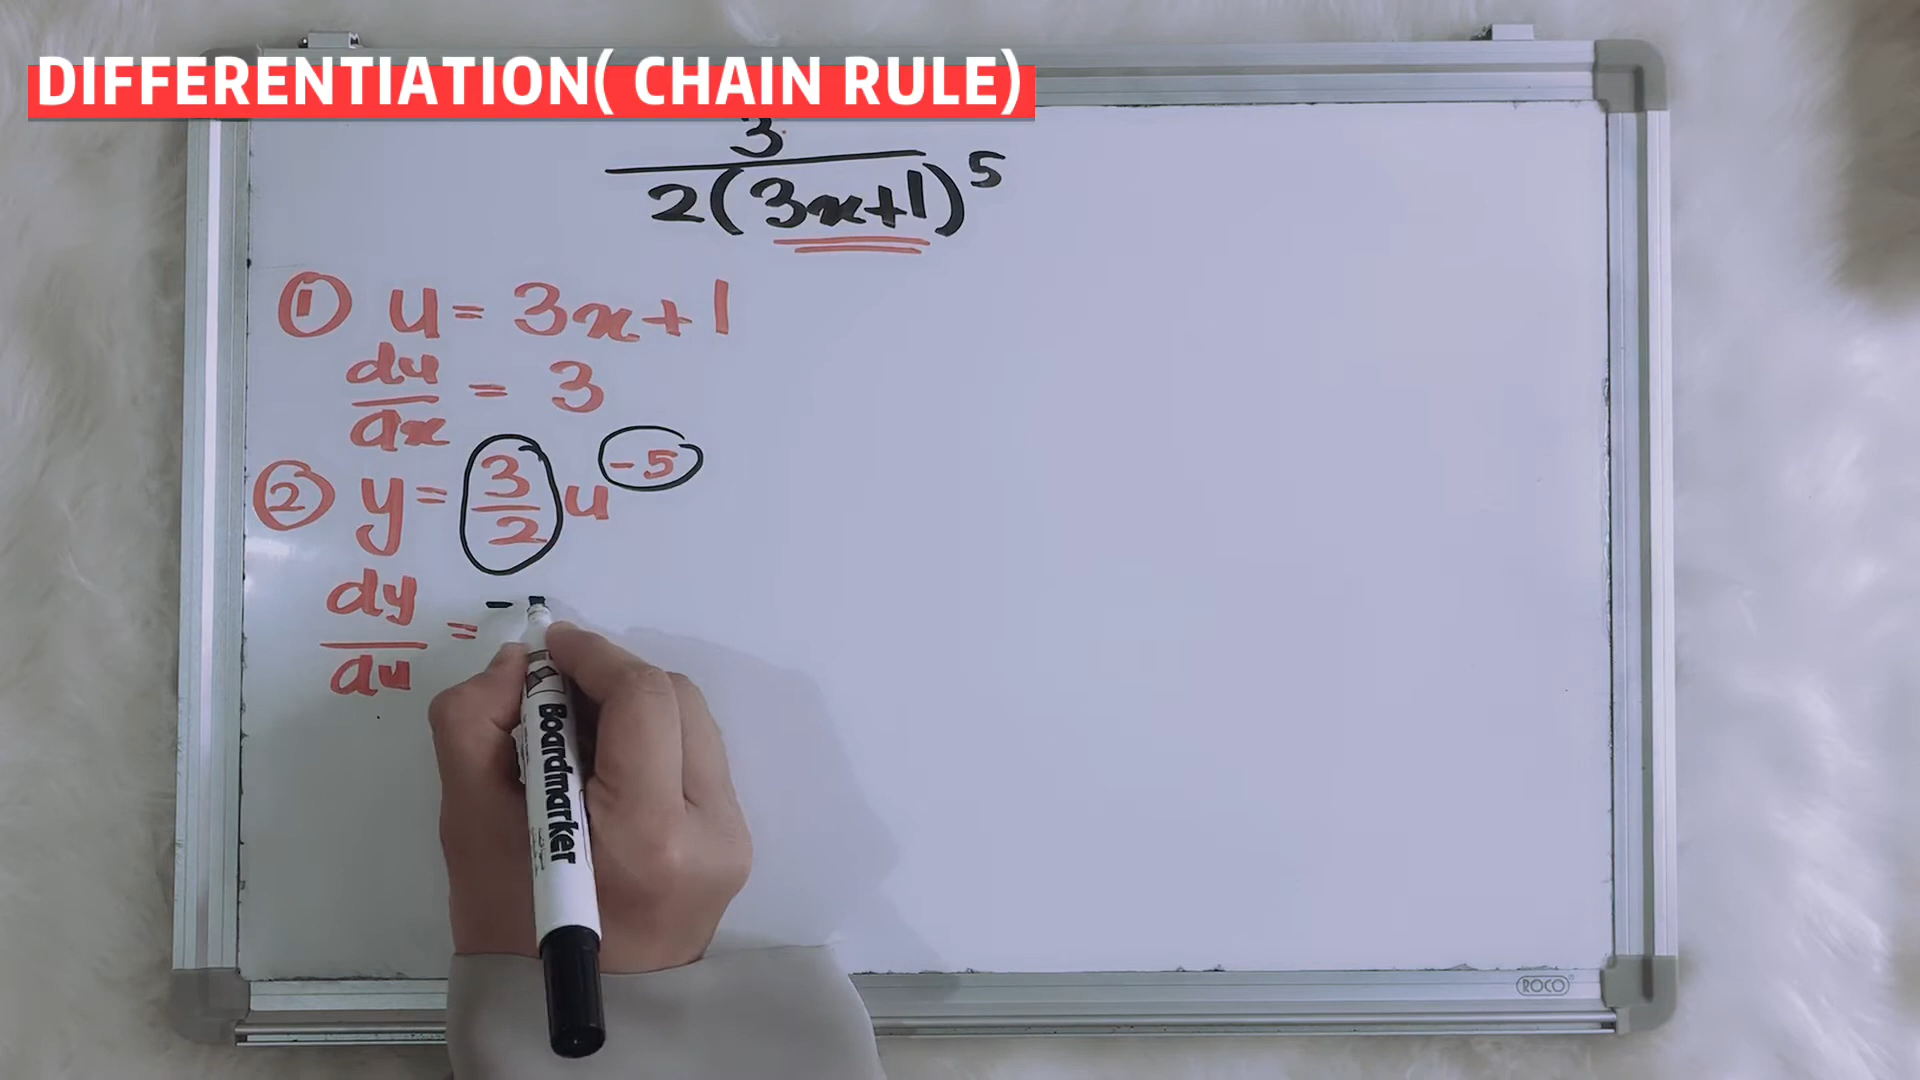 DIFFERENTIATION( CHAIN RULE)
3
2(3x+1)^5
① u = 3x+1
du/dx = 3
② y = 3/2 u^-5
dy/du = -
Boardmarker
ROCO